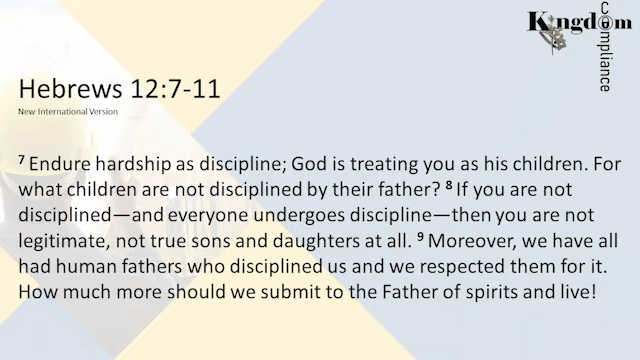 Kingdom
Compliance
Hebrews 12:7-11
New International Version
⁷ Endure hardship as discipline; God is treating you as his children. For
what children are not disciplined by their father? ⁸ If you are not
disciplined—and everyone undergoes discipline—then you are not
legitimate, not true sons and daughters at all. ⁹ Moreover, we have all
had human fathers who disciplined us and we respected them for it.
How much more should we submit to the Father of spirits and live!